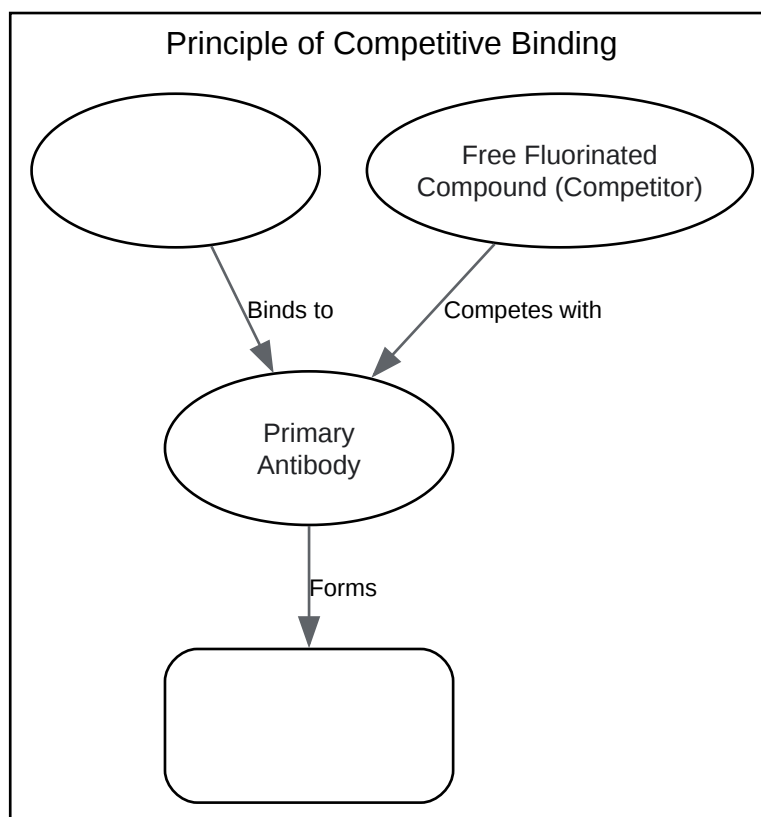 Principle of Competitive Binding
Free Fluorinated
Compound (Competitor)
Binds to
Competes with
Primary
Antibody
Forms